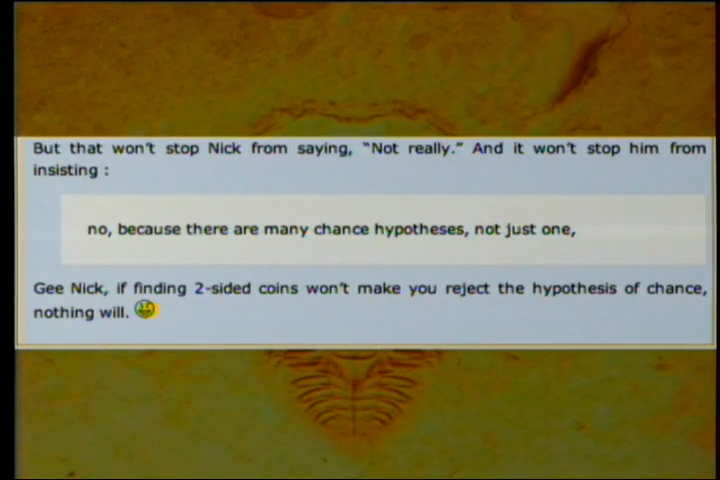 But that won't stop Nick from saying, "Not really." And it won't stop him from
insisting :
no, because there are many chance hypotheses, not just one,
Gee Nick, if finding 2-sided coins won't make you reject the hypothesis of chance,
nothing will.